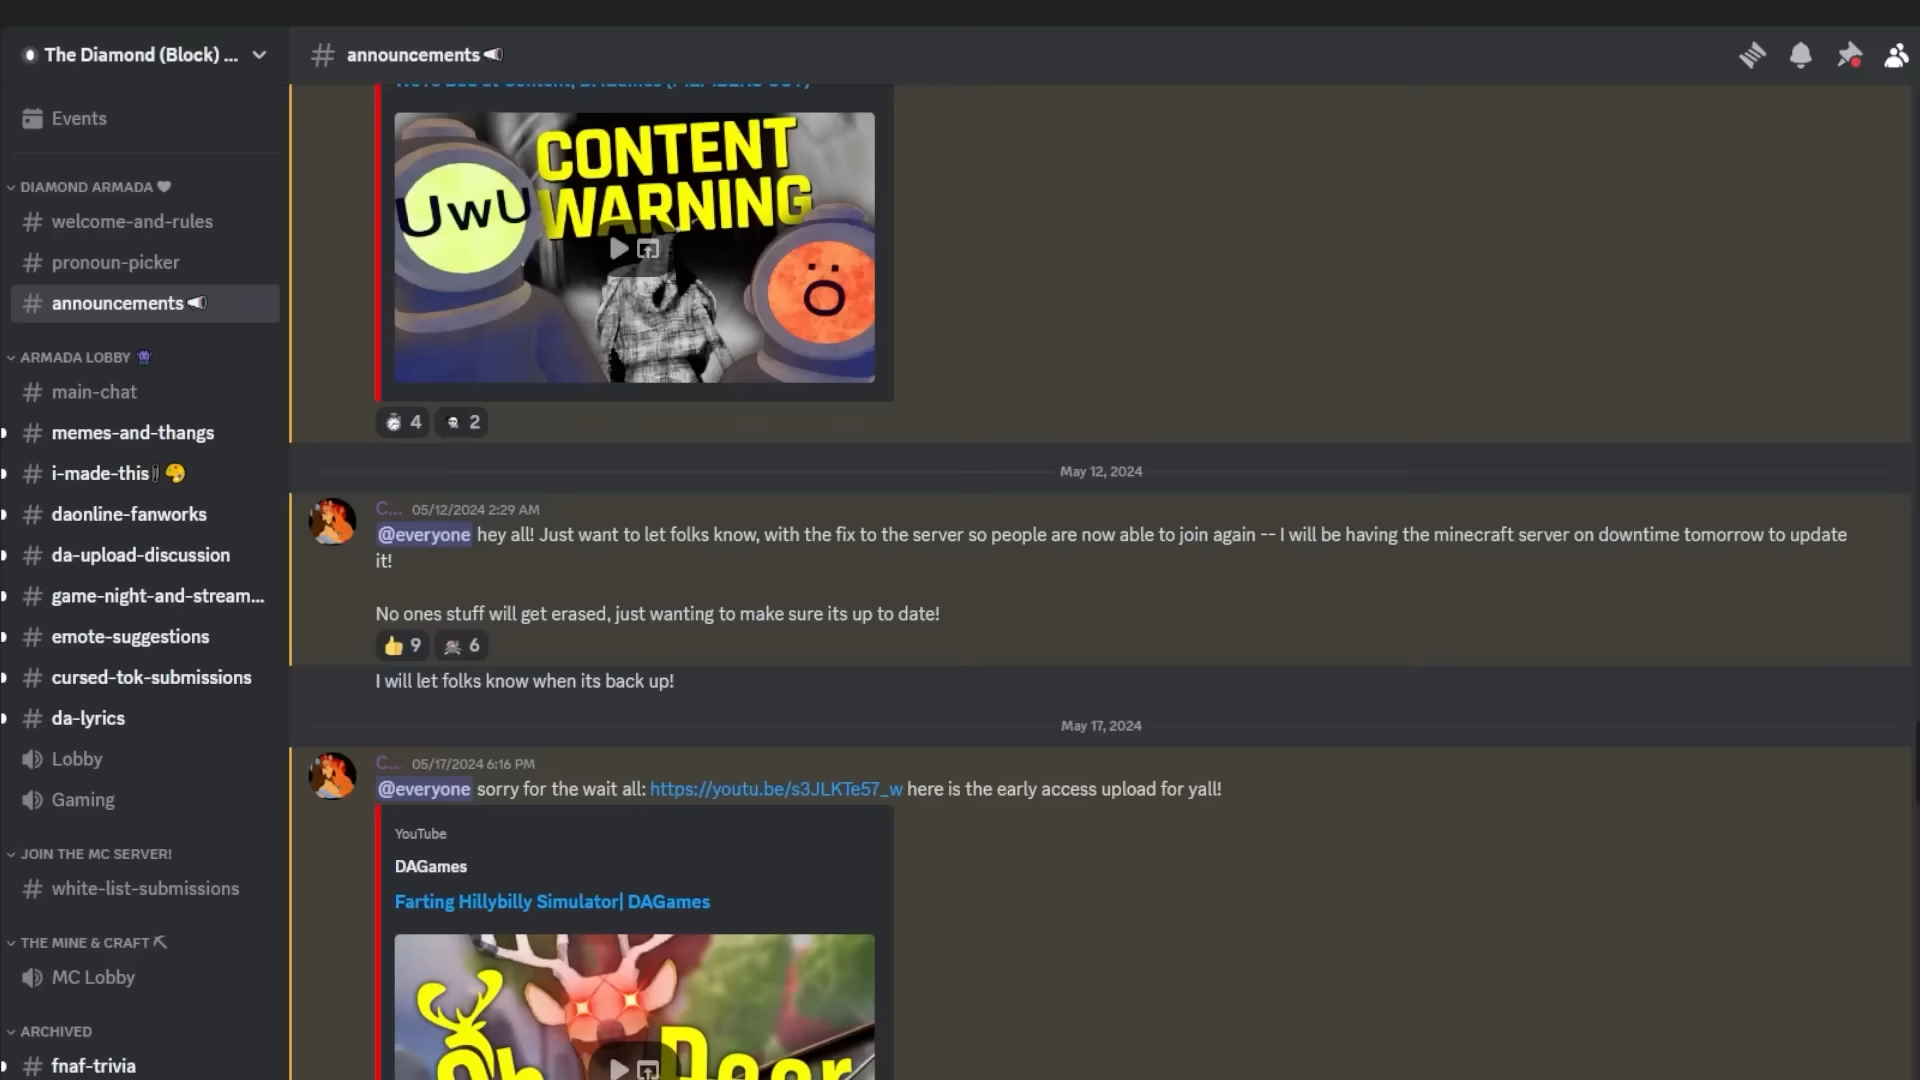 The Diamond (Block) ...
Events
DIAMOND ARMADA
welcome-and-rules
pronoun-picker
announcements
ARMADA LOBBY
main-chat
memes-and-thangs
i-made-this
daonline-fanworks
da-upload-discussion
game-night-and-stream...
emote-suggestions
cursed-tok-submissions
da-lyrics
Lobby
Gaming
JOIN THE MC SERVER!
white-list-submissions
THE MINE & CRAFT
MC Lobby
ARCHIVED
fnaf-trivia
announcements
CONTENT
WARNING
UwU
4 2
May 12, 2024
C... 05/12/2024 2:29 AM
@everyone hey all! Just want to let folks know, with the fix to the server so people are now able to join again -- I will be having the minecraft server on downtime tomorrow to update
it!
No ones stuff will get erased, just wanting to make sure its up to date!
9 6
I will let folks know when its back up!
May 17, 2024
C... 05/17/2024 6:16 PM
@everyone sorry for the wait all: https://youtu.be/s3JLKTe57_w here is the early access upload for yall!
YouTube
DAGames
Farting Hillybilly Simulator| DAGames
Oh
Deer